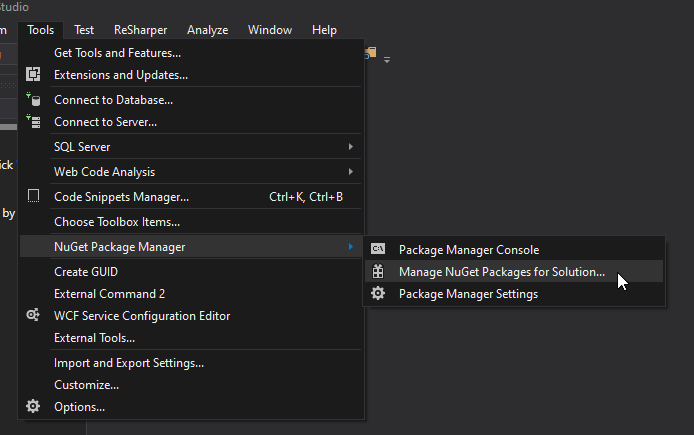 Studio
m Tools Test ReSharper Analyze Window Help
Get Tools and Features...
Extensions and Updates...
Connect to Database...
Connect to Server...
SQL Server
ick
Web Code Analysis
Code Snippets Manager... Ctrl+K, Ctrl+B
by
Choose Toolbox Items...
NuGet Package Manager
C:\ Package Manager Console
Create GUID
Manage NuGet Packages for Solution...
External Command 2
Package Manager Settings
WCF Service Configuration Editor
External Tools...
Import and Export Settings...
Customize...
Options...